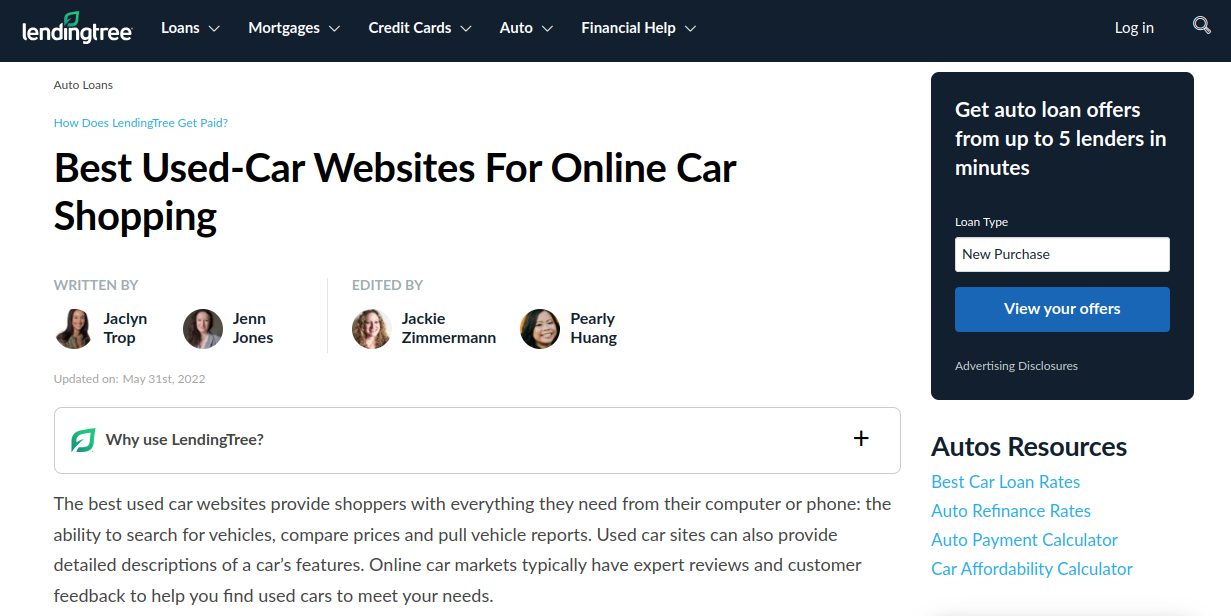 lendingtree
Loans
Mortgages
Credit Cards
Auto
Financial Help
Log in
Auto Loans
How Does LendingTree Get Paid?
Best Used-Car Websites For Online Car
Shopping
WRITTEN BY
Jaclyn
Trop
Jenn
Jones
EDITED BY
Jackie
Zimmermann
Pearly
Huang
Updated on: May 31st, 2022
Why use LendingTree?
The best used car websites provide shoppers with everything they need from their computer or phone: the
ability to search for vehicles, compare prices and pull vehicle reports. Used car sites can also provide
detailed descriptions of a car’s features. Online car markets typically have expert reviews and customer
feedback to help you find used cars to meet your needs.
Get auto loan offers
from up to 5 lenders in
minutes
Loan Type
New Purchase
View your offers
Advertising Disclosures
Autos Resources
Best Car Loan Rates
Auto Refinance Rates
Auto Payment Calculator
Car Affordability Calculator